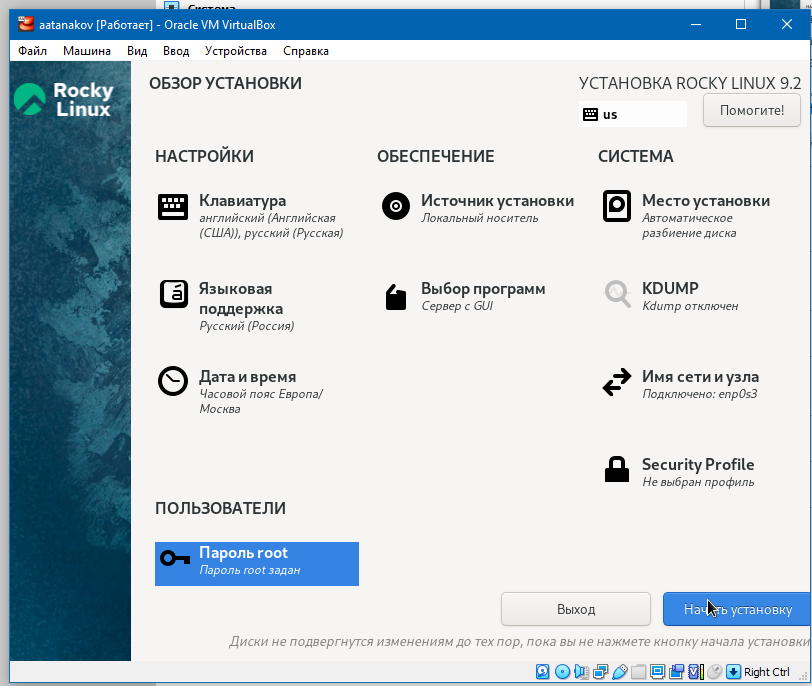 Система
aatanakov [Работает] - Oracle VM VirtualBox
Файл Машина Вид Ввод Устройства Справка
Rocky
Linux
ОБЗОР УСТАНОВКИ
УСТАНОВКА ROCKY LINUX 9.2
us
Помогите!
НАСТРОЙКИ
Клавиатура
английский (Английская
(США)), русский (Русская)
Языковая
поддержка
Русский (Россия)
Дата и время
Часовой пояс Европа/
Москва
ОБЕСПЕЧЕНИЕ
Источник установки
Локальный носитель
Выбор программ
Сервер с GUI
СИСТЕМА
Место установки
Автоматическое
разбиение диска
KDUMP
Kdump отключен
Имя сети и узла
Подключено: enp0s3
Security Profile
Не выбран профиль
ПОЛЬЗОВАТЕЛИ
Пароль root
Пароль root задан
Выход
Начать установку
Диски не подвергнутся изменениям до тех пор, пока вы не нажмете кнопку начала установки
Right Ctrl